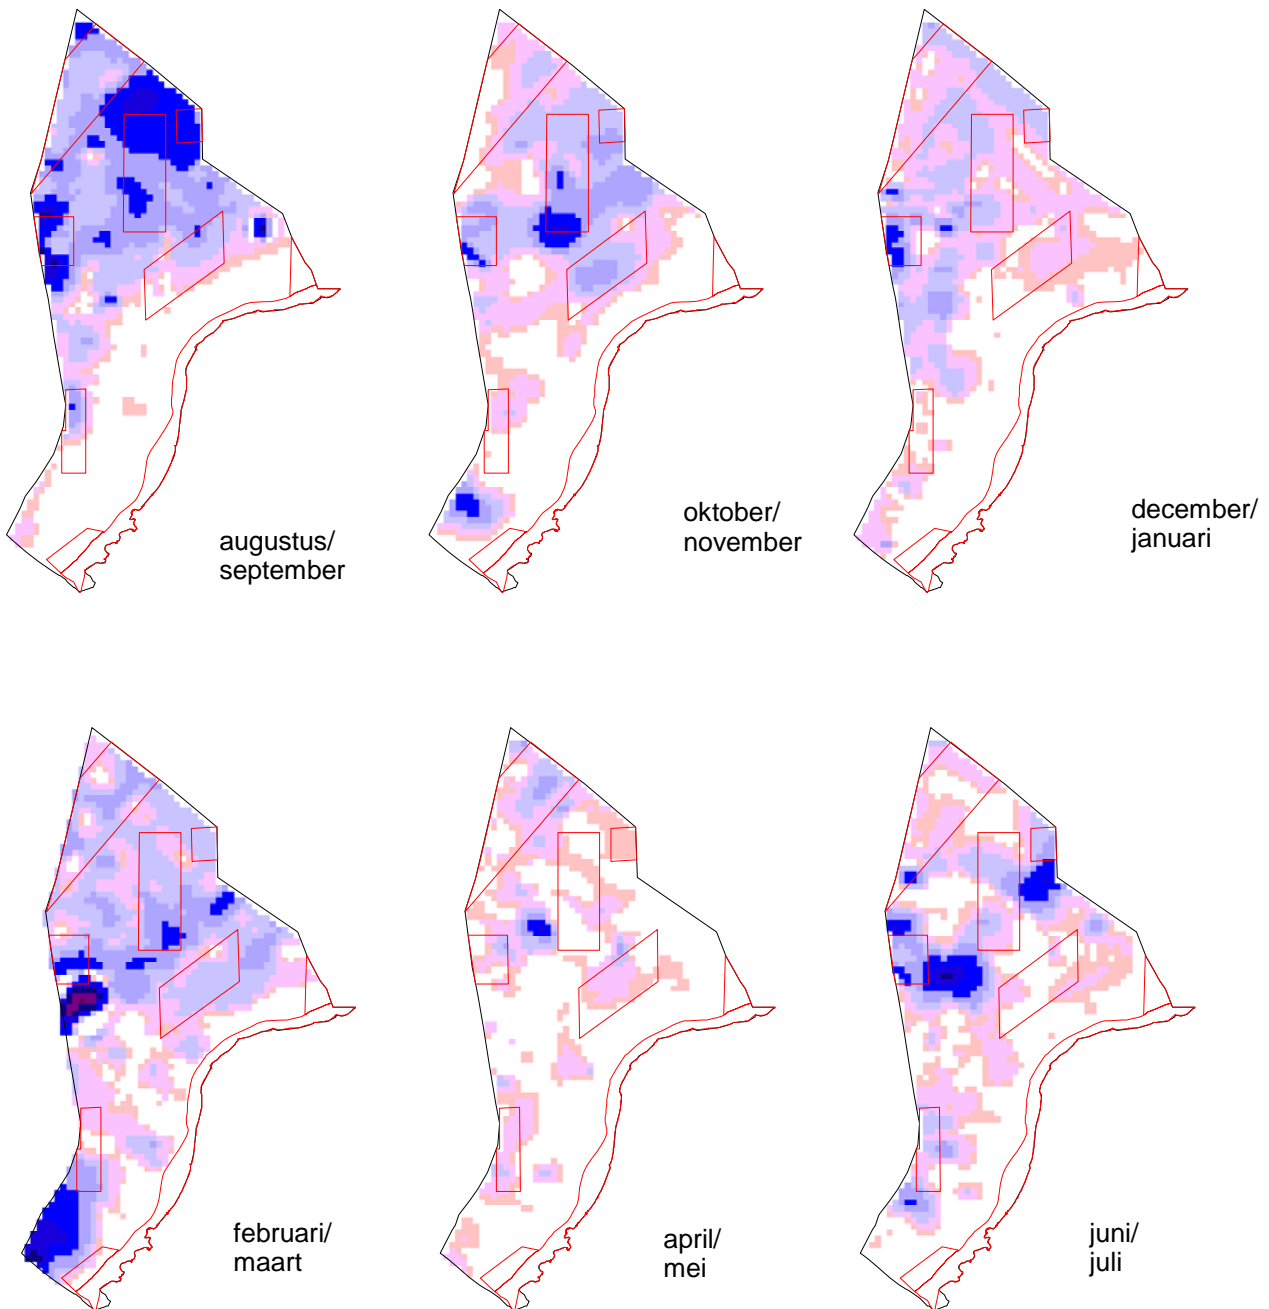 augustus/
september
oktober/
november
december/
januari
februari/
maart
april/
mei
juni/
juli